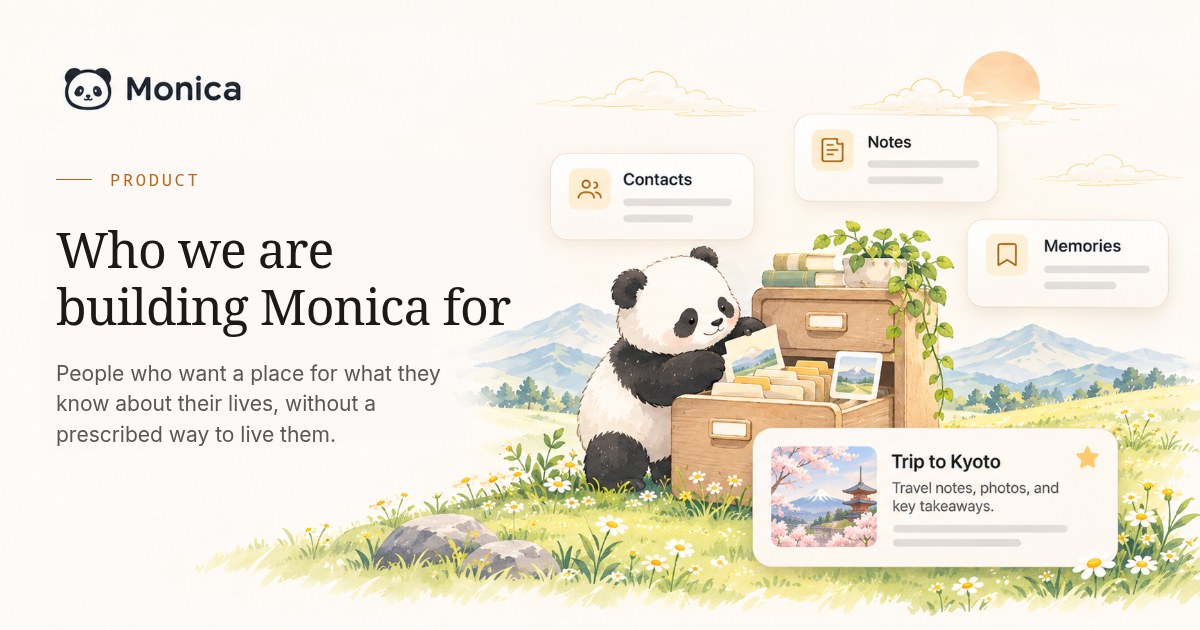 Monica
PRODUCT
Who we are
building Monica for
People who want a place for what they
know about their lives, without a
prescribed way to live them.
Contacts
Notes
Memories
Trip to Kyoto
Travel notes, photos, and
key takeaways.